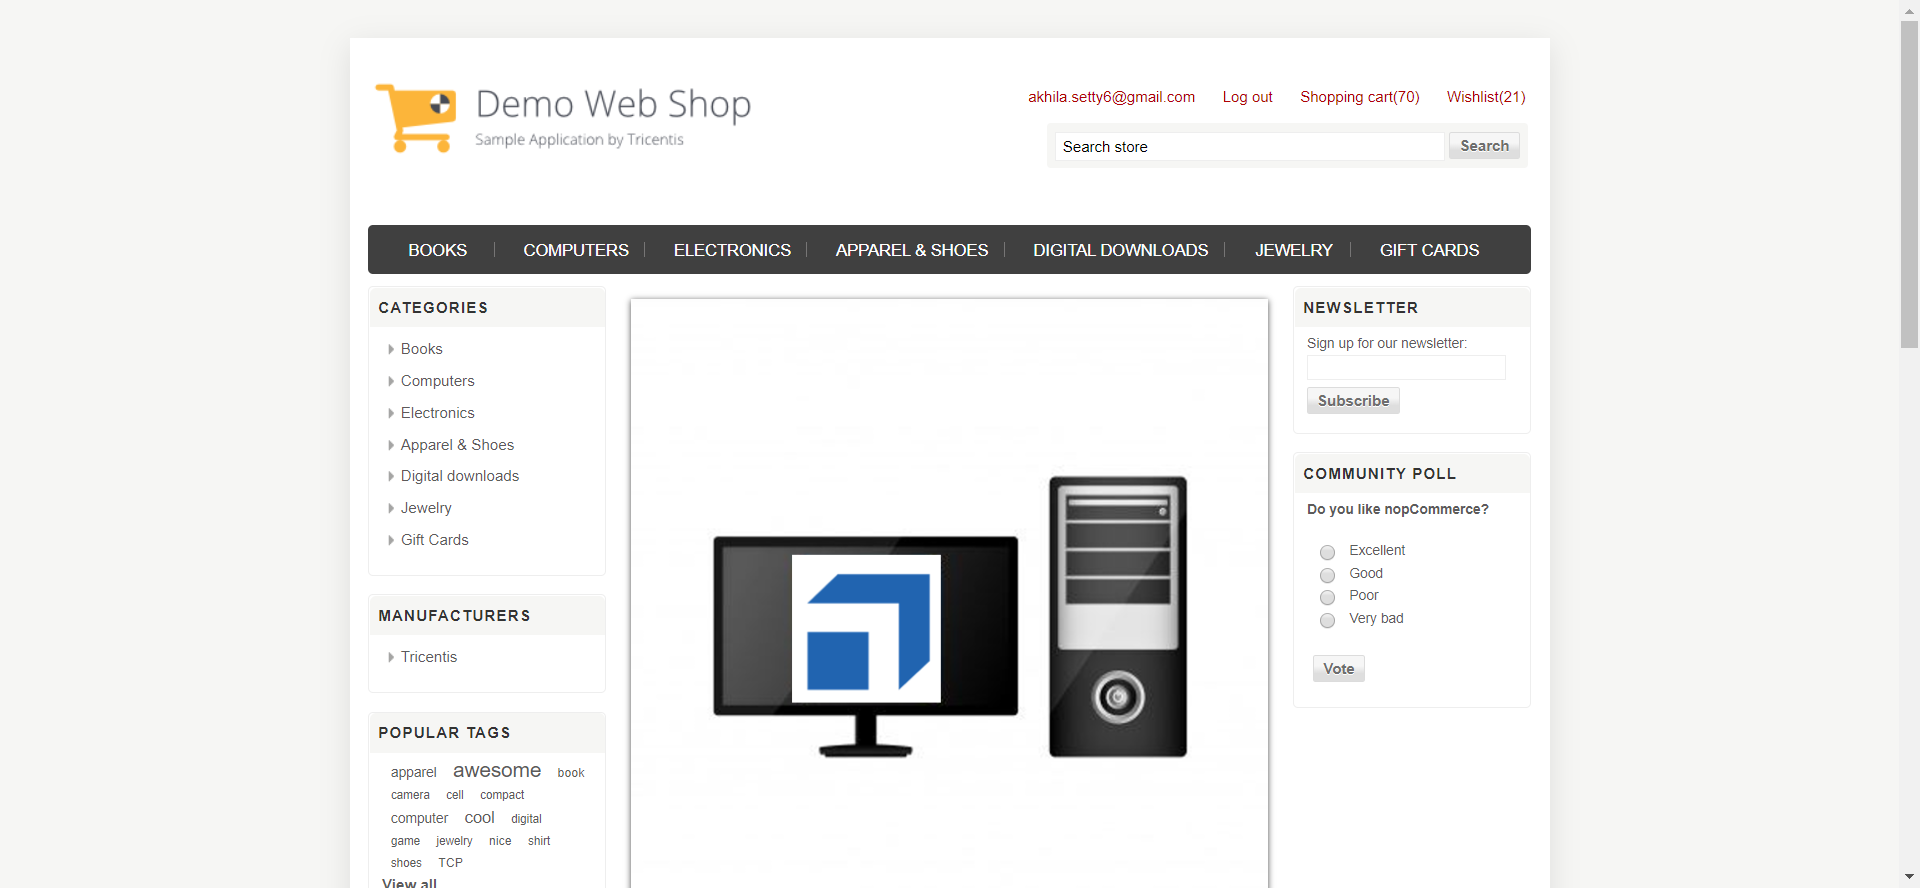 Demo Web Shop
Sample Application by Tricentis
akhila.setty6@gmail.com Log out Shopping cart(70) Wishlist(21)
Search store Search
BOOKS COMPUTERS ELECTRONICS APPAREL & SHOES DIGITAL DOWNLOADS JEWELRY GIFT CARDS
CATEGORIES
Books
Computers
Electronics
Apparel & Shoes
Digital downloads
Jewelry
Gift Cards
MANUFACTURERS
Tricentis
POPULAR TAGS
apparel awesome book
camera cell compact
computer cool digital
game jewelry nice shirt
shoes TCP
View all
NEWSLETTER
Sign up for our newsletter:
Subscribe
COMMUNITY POLL
Do you like nopCommerce?
Excellent
Good
Poor
Very bad
Vote